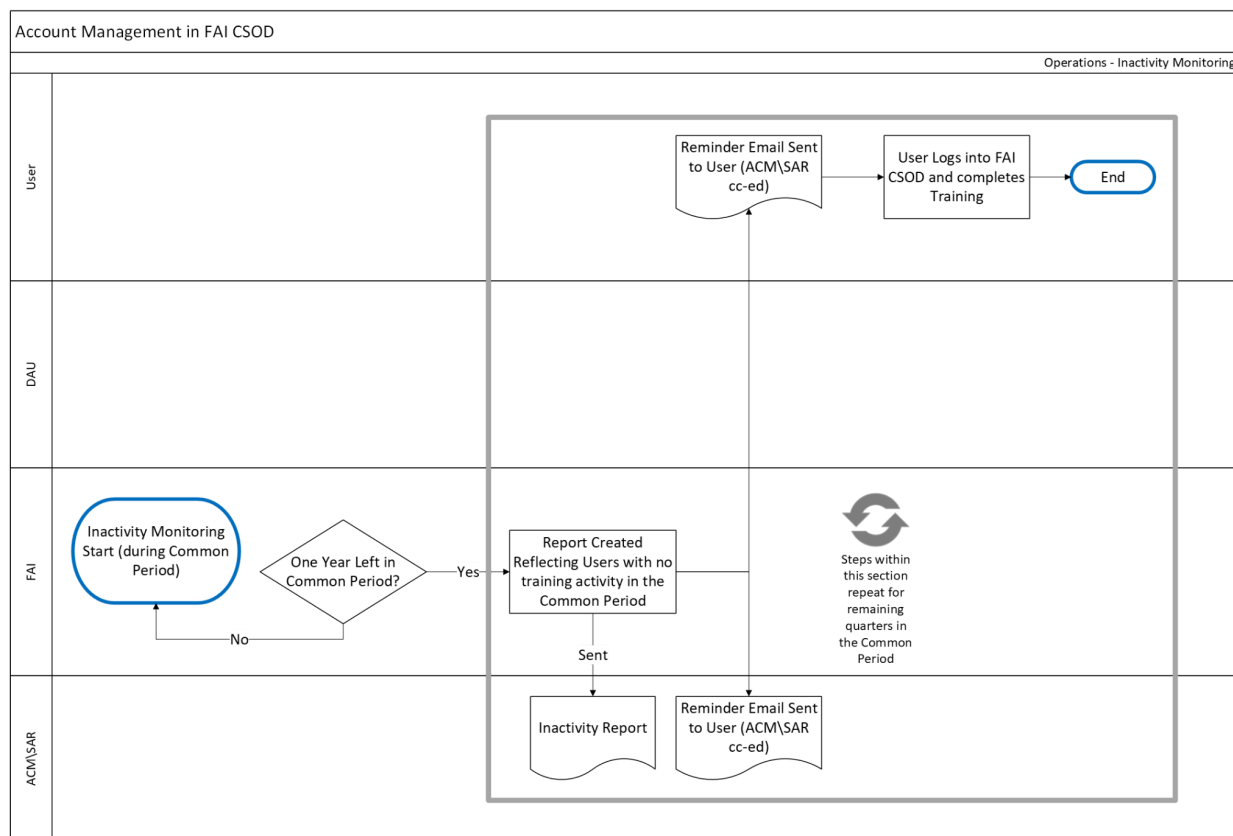 Account Management in FAI CSOD
Operations - Inactivity Monitoring
User
Reminder Email Sent
to User (ACM\SAR
cc-ed)
User Logs into FAI
CSOD and completes
Training
End
DAU
FAI
Inactivity Monitoring
Start (during Common
Period)
One Year Left in
Common Period?
Yes
No
Report Created
Reflecting Users with no
training activity in the
Common Period
Sent
Steps within
this section
repeat for
remaining
quarters in
the Common
Period
ACM\SAR
Inactivity Report
Reminder Email Sent
to User (ACM\SAR
cc-ed)